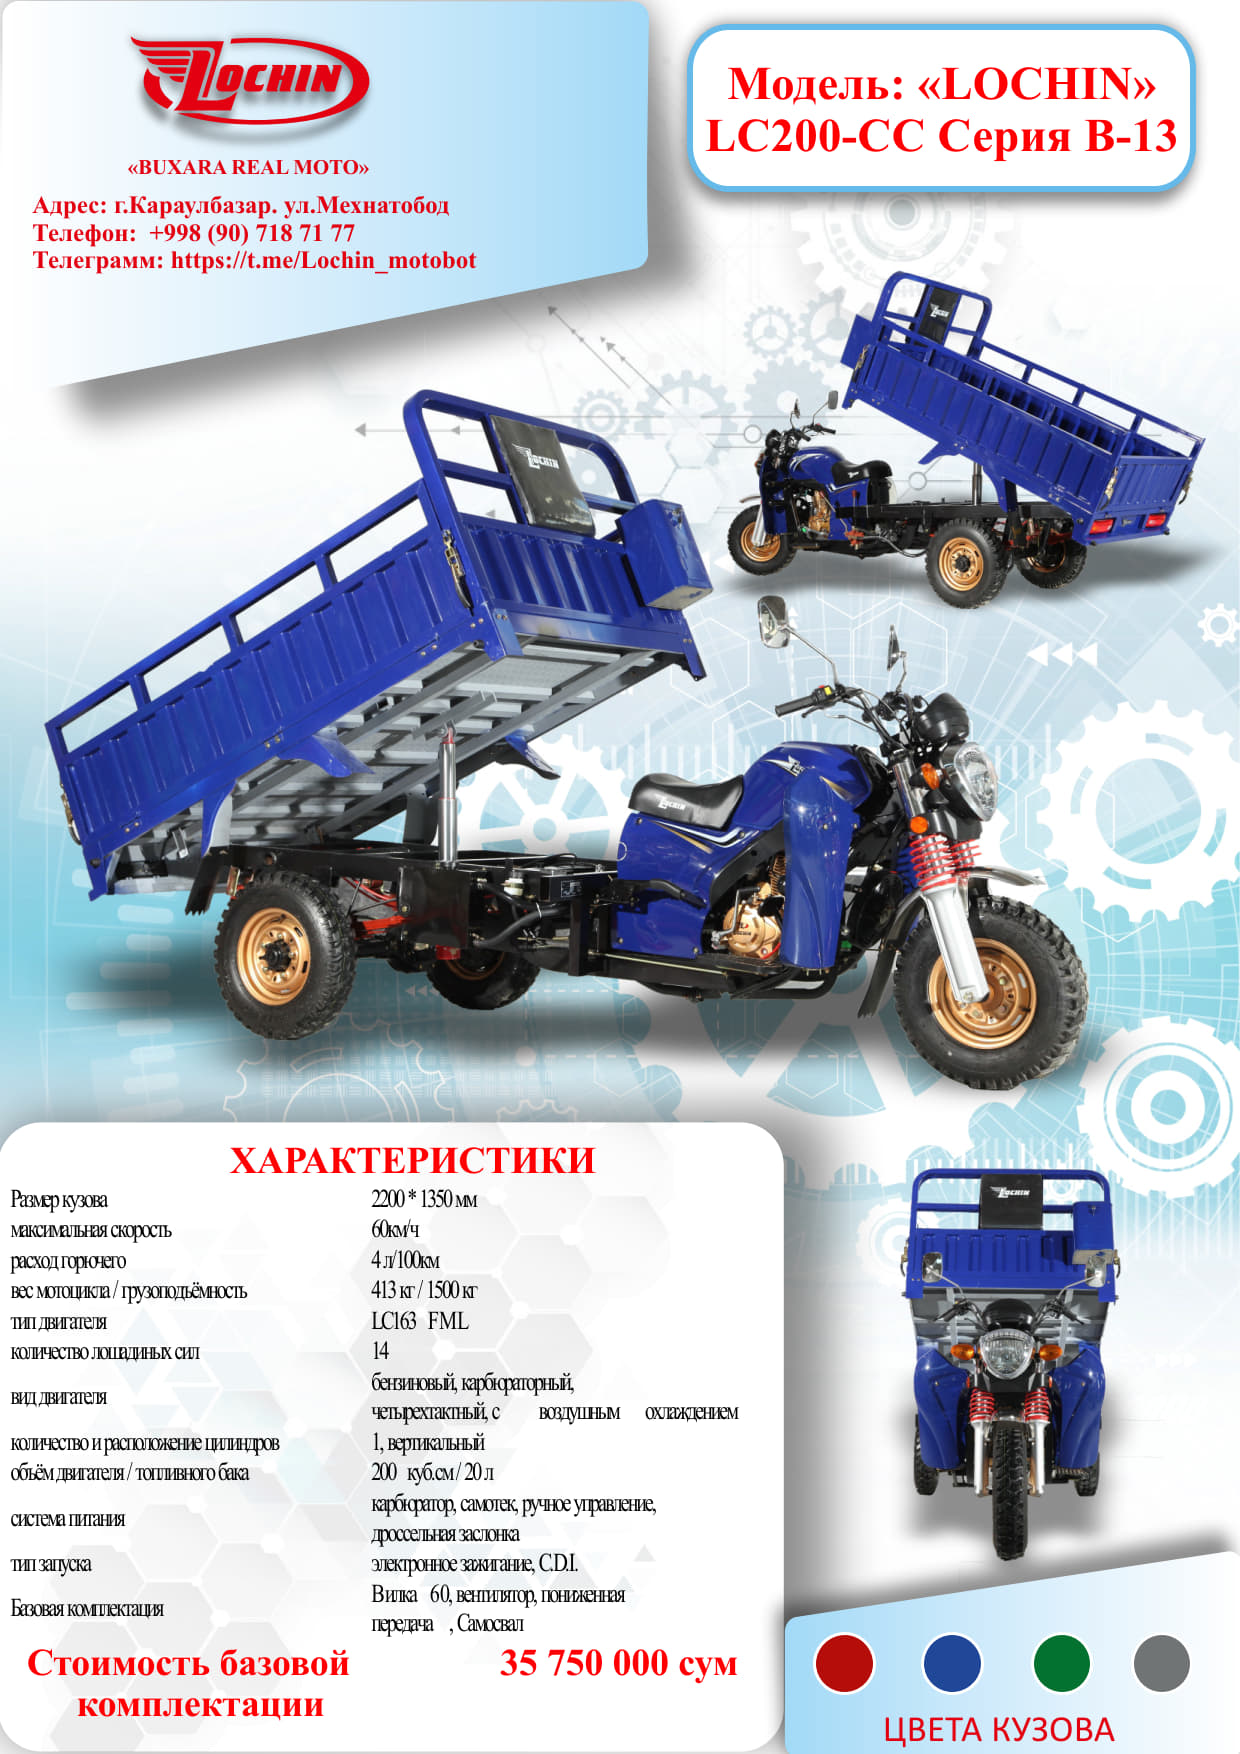 LOCHIN
«BUXARA REAL MOTO»
Адрес: г.Караулбазар. ул.Мехнатобод
Телефон: +998 (90) 718 71 77
Телеграмм: https://t.me/Lochin_motobot
Модель: «LOCHIN»
LC200-CC Серия B-13
LOCHIN
LOCHIN
LOCHIN
LOCHIN
ХАРАКТЕРИСТИКИ
Размер кузова 2200 * 1350 мм
максимальная скорость 60км/ч
расход горючего 4 л/100км
вес мотоцикла / грузоподъёмность 413 кг / 1500 кг
тип двигателя LC163 FML
количество лошадиных сил 14
вид двигателя бензиновый, карбюраторный,
четырехтактный, с воздушным охлаждением
количество и расположение цилиндров 1, вертикальный
объём двигателя / топливного бака 200 куб.см / 20 л
система питания карбюратор, самотек, ручное управление,
дроссельная заслонка
тип запуска электронное зажигание, C.D.I.
Базовая комплектация Вилка 60, вентилятор, пониженная
передача , Самосвал
Стоимость базовой 35 750 000 сум
комплектации
ЦВЕТА КУЗОВА